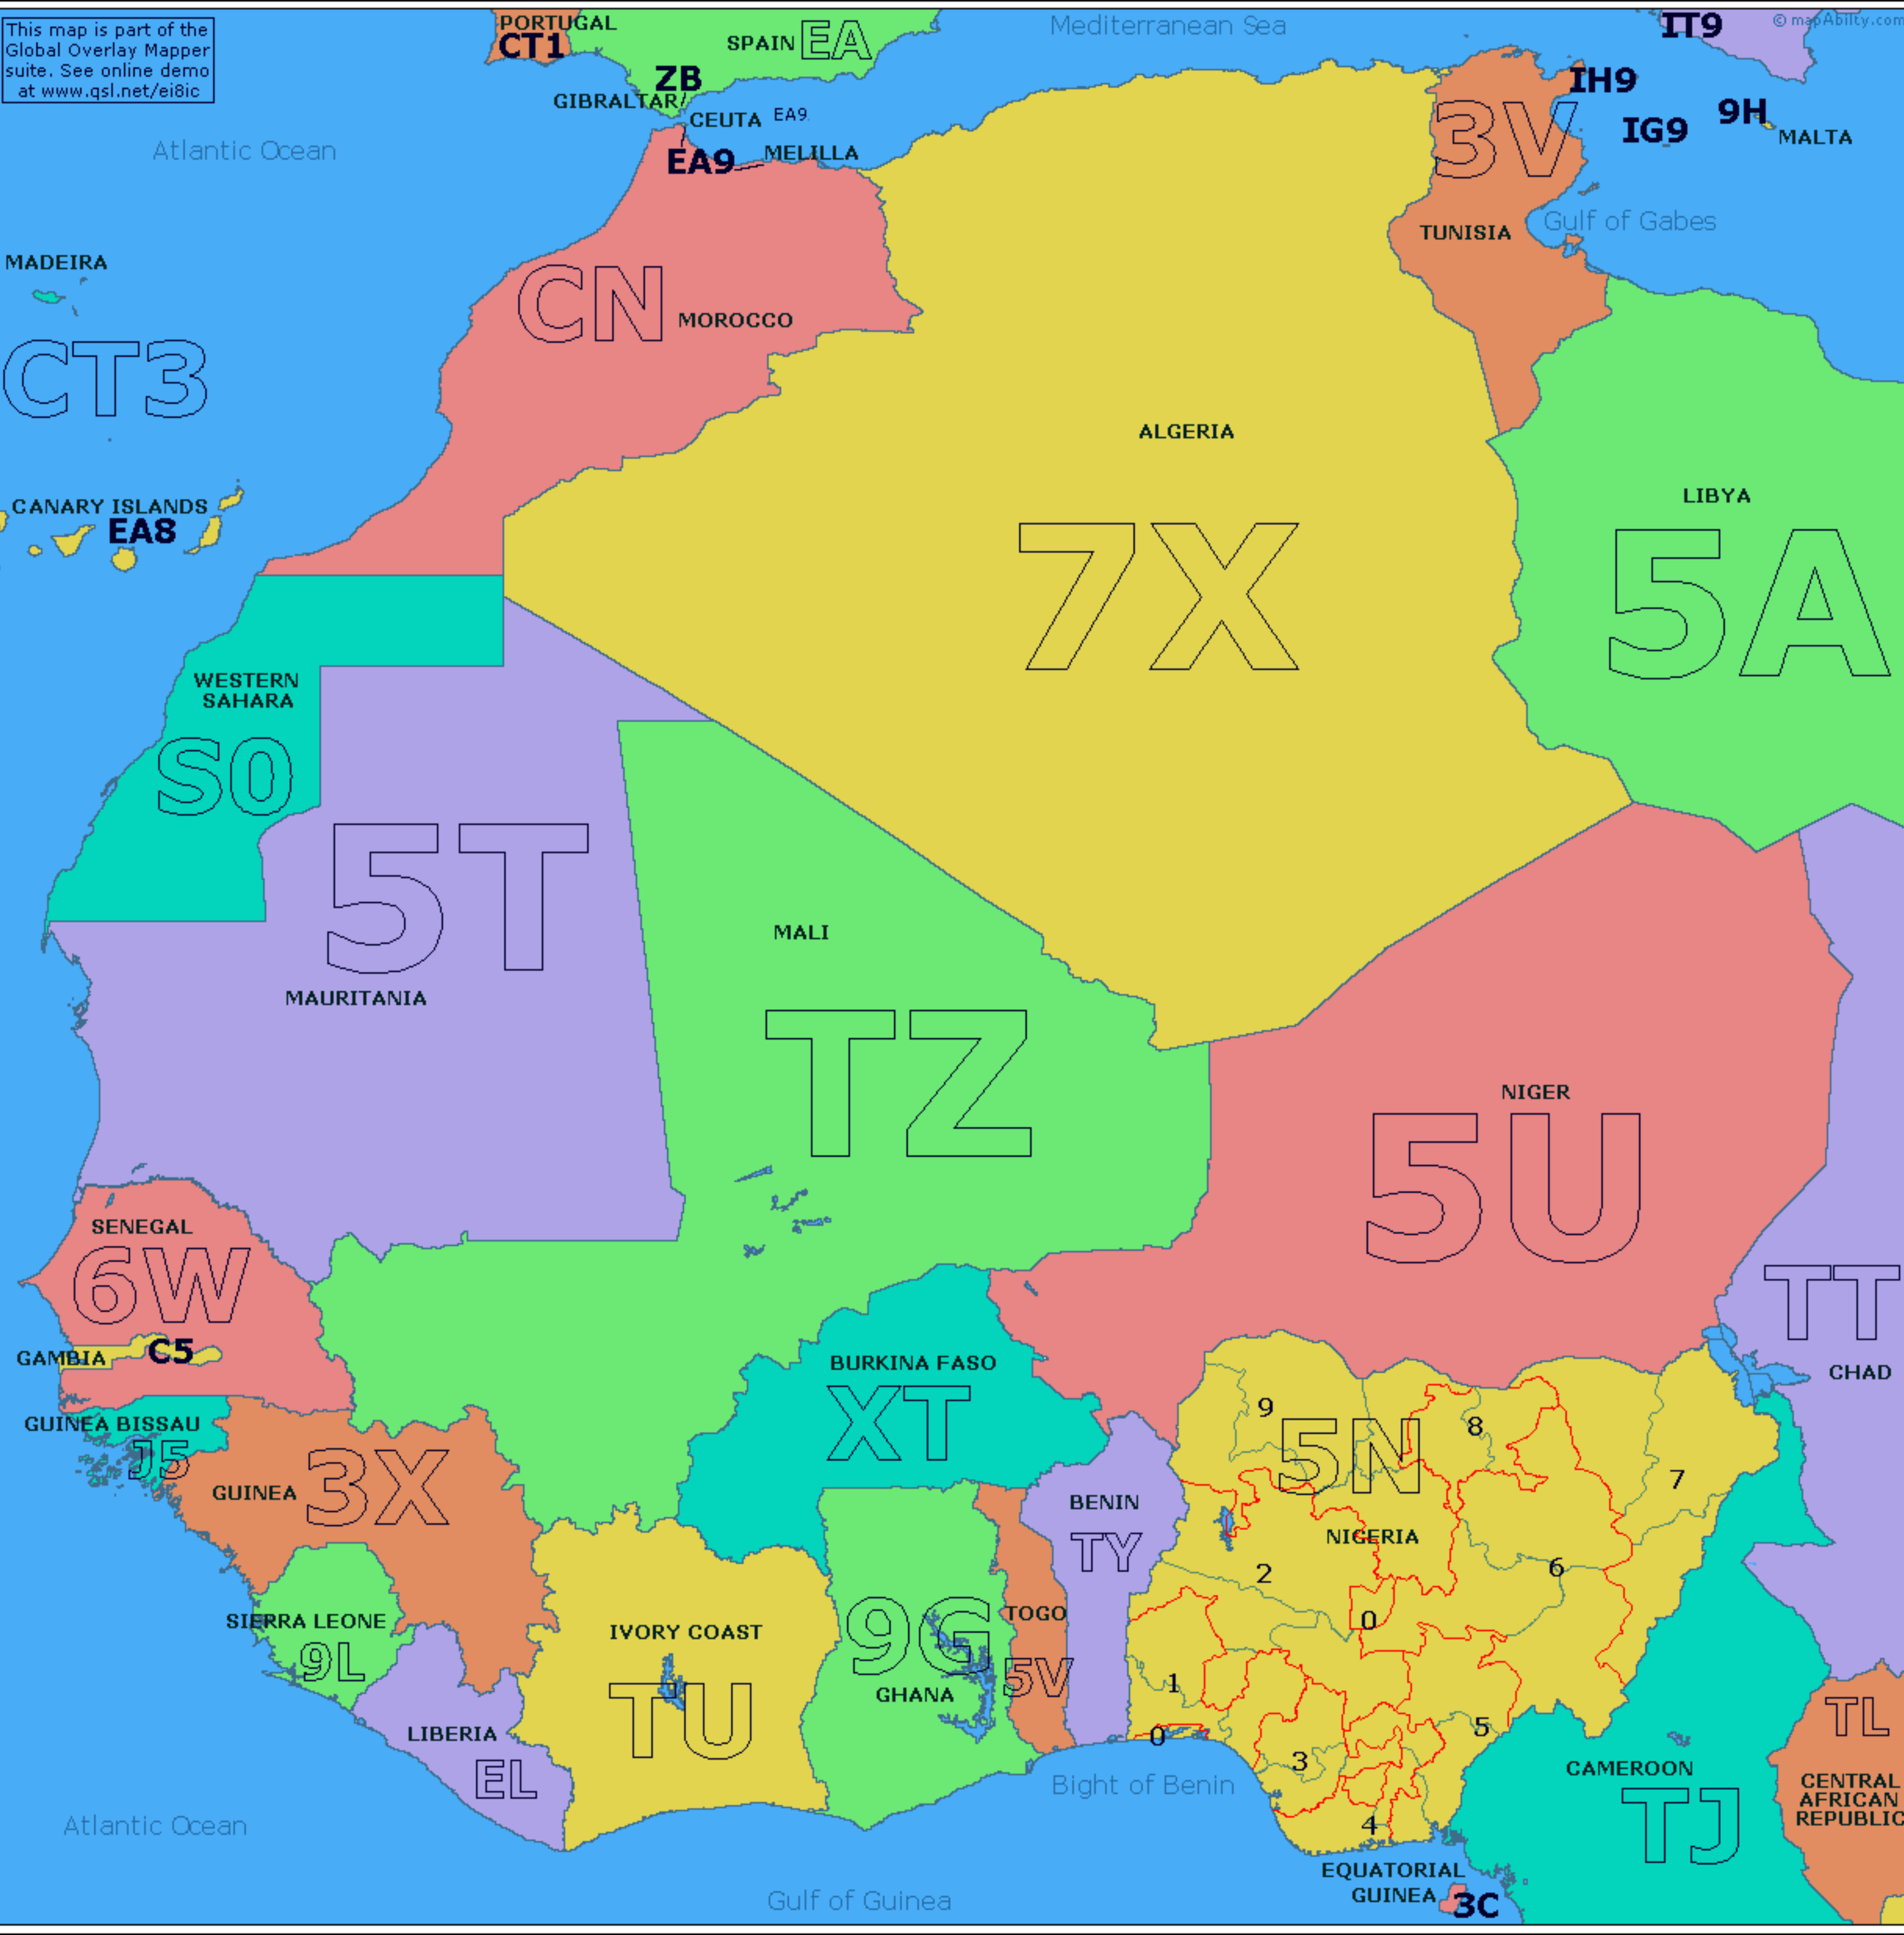 This map is part of the
Global Overlay Mapper
suite. See online demo
at www.qsl.net/ei8ic
PORTUGAL
CT1
SPAIN EA
Mediterranean Sea
IT9
© mapAbilty.com
ZB
GIBRALTAR
CEUTA EA9
EA9
MELILLA
Atlantic Ocean
3V
TUNISIA
IH9
IG9
9H
MALTA
Gulf of Gabes
MADEIRA
CT3
CN MOROCCO
ALGERIA
7X
LIBYA
5A
CANARY ISLANDS
EA8
WESTERN
SAHARA
S0
5T
MAURITANIA
MALI
TZ
NIGER
5U
TT
CHAD
SENEGAL
6W
GAMBIA C5
GUINEA BISSAU
J5
GUINEA 3X
BURKINA FASO
XT
9
5N
8
7
NIGERIA
2
6
0
1
0
5
3
4
BENIN
TY
SIERRA LEONE
9L
IVORY COAST
TU
9G
GHANA
TOGO
5V
LIBERIA
EL
TL
CENTRAL
AFRICAN
REPUBLIC
CAMEROON
TJ
Bight of Benin
Atlantic Ocean
Gulf of Guinea
EQUATORIAL
GUINEA 3C